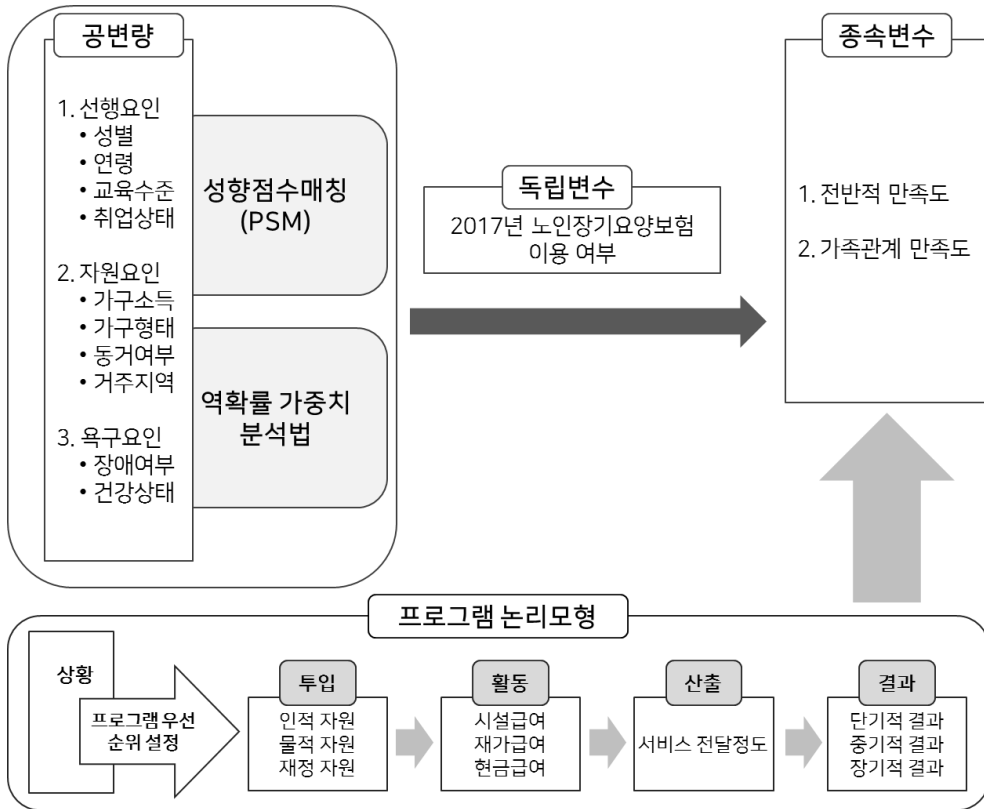 공변량
1. 선행요인
• 성별
• 연령
• 교육수준
• 취업상태
2. 자원요인
• 가구소득
• 가구형태
• 동거여부
• 거주지역
3. 욕구요인
• 장애여부
• 건강상태
성향점수매칭
(PSM)
역확률 가중치
분석법
독립변수
2017년 노인장기요양보험
이용 여부
종속변수
1. 전반적 만족도
2. 가족관계 만족도
프로그램 논리모형
상황
프로그램 우선
순위 설정
투입
인적 자원
물적 자원
재정 자원
활동
시설급여
재가급여
현금급여
산출
서비스 전달정도
결과
단기적 결과
중기적 결과
장기적 결과